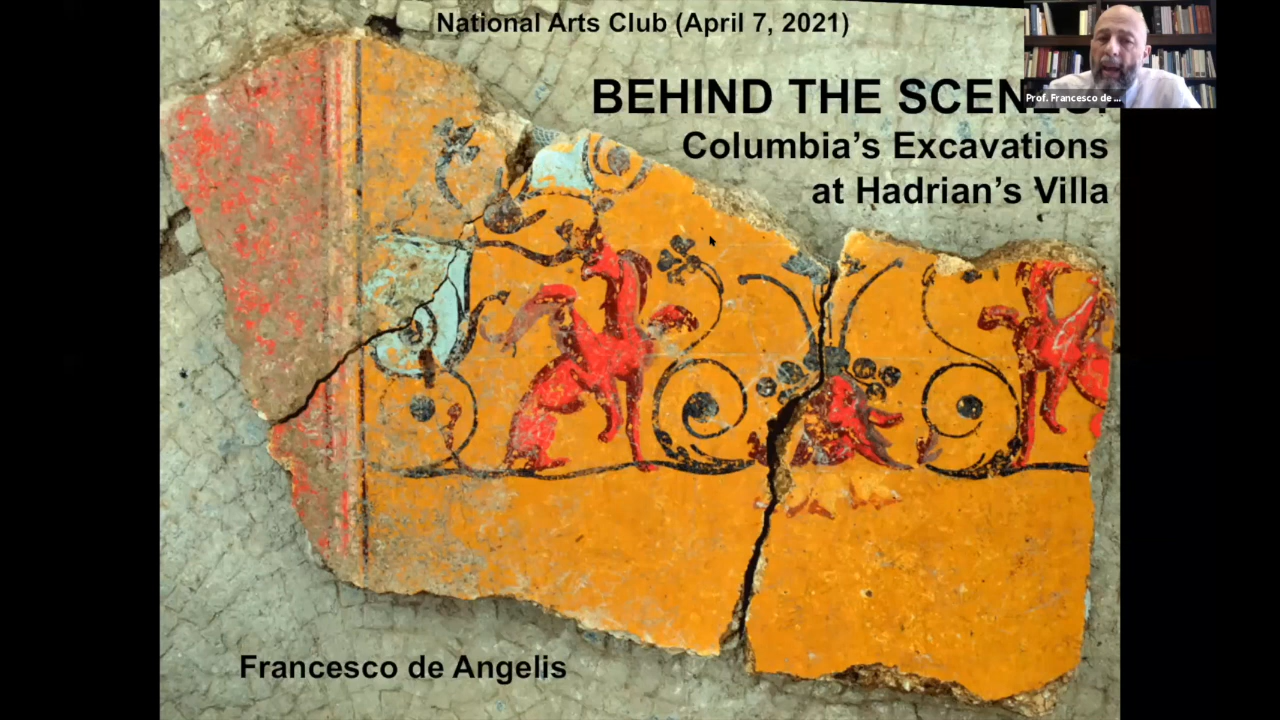 National Arts Club (April 7, 2021)
BEHIND THE SCENES:
Columbia's Excavations
at Hadrian's Villa
Prof. Francesco de ...
Francesco de Angelis